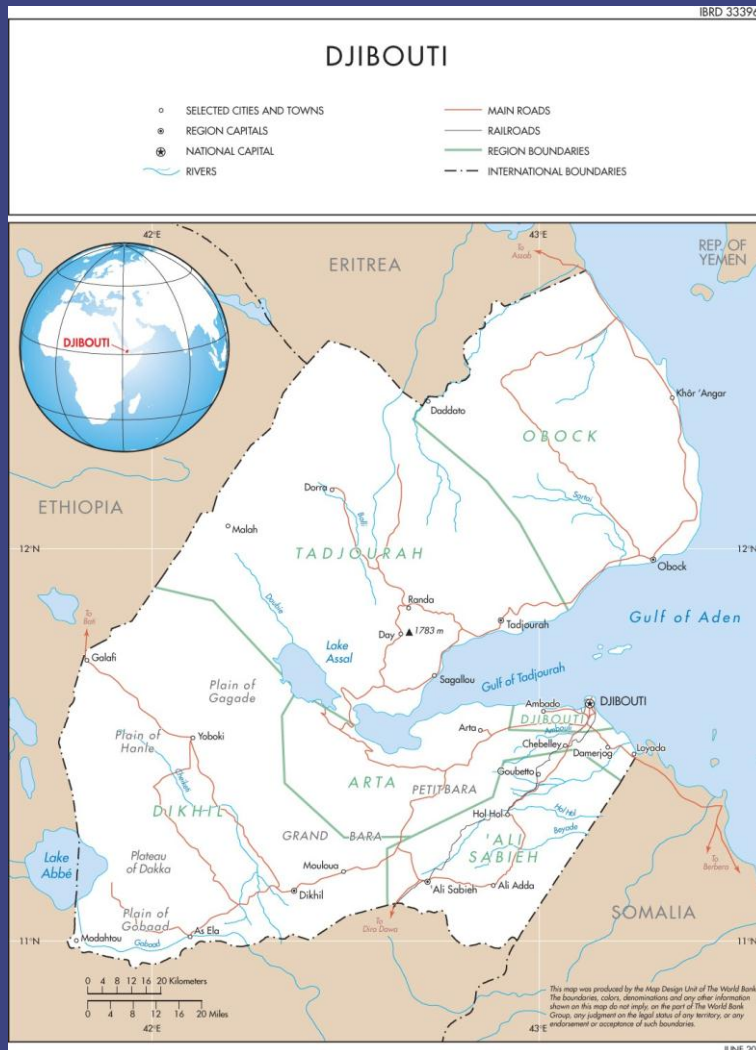 IBRD 33396
DJIBOUTI
SELECTED CITIES AND TOWNS
REGION CAPITALS
NATIONAL CAPITAL
RIVERS
MAIN ROADS
RAILROADS
REGION BOUNDARIES
INTERNATIONAL BOUNDARIES
42°E
43°E
To
Assab
REP. OF
YEMEN
ERITREA
DJIBOUTI
Daddato
Khôr ‘Angar
OBOCK
ETHIOPIA
Dorra
Malah
TADJOURAH
12°N
12°N
Obock
Randa
Day
1783 m
Tadjourah
Gulf of Aden
To
Bati
Galafi
Lake
Assal
Sagallou
Gulf of Tadjourah
Plain of
Gagade
Ambado
DJIBOUTI
DJIBOUTI
Plain of
Hanle
Yoboki
Arta
Chebelley
Damerjog
Loyada
Goubetto
ARTA
PETIT BARA
DIKHIL
Hol Hol
Hol Hol
Beyade
GRAND BARA
'ALI
SABIEH
Lake
Abbé
Plateau
of Dakka
Mouloua
Dikhil
'Ali Sabieh
Ali Adda
To
Berbera
Plain of
Gobaad
SOMALIA
As Ela
Modahtou
Gobaad
To
Dira Dawa
11°N
11°N
0 4 8 12 16 20 Kilometers
0 4 8 12 16 20 Miles
42°E
43°E
This map was produced by the Map Design Unit of The World Bank.
The boundaries, colors, denominations and any other information
shown on this map do not imply, on the part of The World Bank
Group, any judgment on the legal status of any territory, or any
endorsement or acceptance of such boundaries.